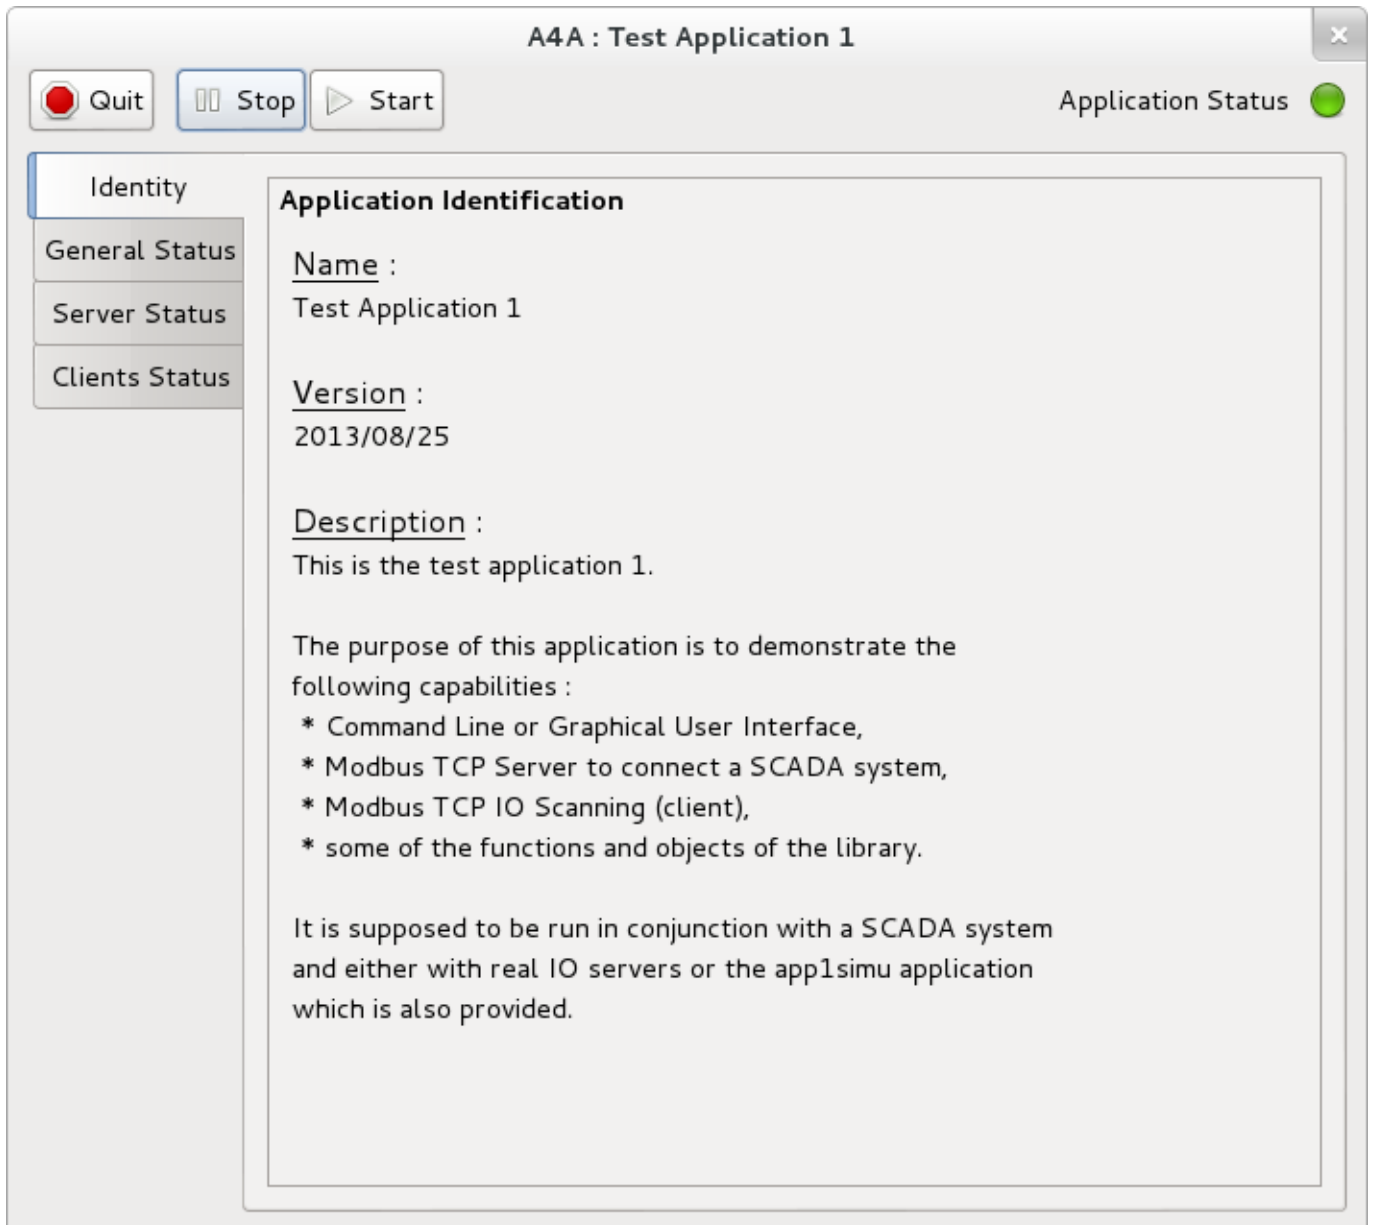 A4A : Test Application 1
Quit
Stop
Start
Application Status
Identity
General Status
Server Status
Clients Status
Application Identification
Name :
Test Application 1
Version :
2013/08/25
Description :
This is the test application 1.
The purpose of this application is to demonstrate the
following capabilities :
* Command Line or Graphical User Interface,
* Modbus TCP Server to connect a SCADA system,
* Modbus TCP IO Scanning (client),
* some of the functions and objects of the library.
It is supposed to be run in conjunction with a SCADA system
and either with real IO servers or the app1simu application
which is also provided.